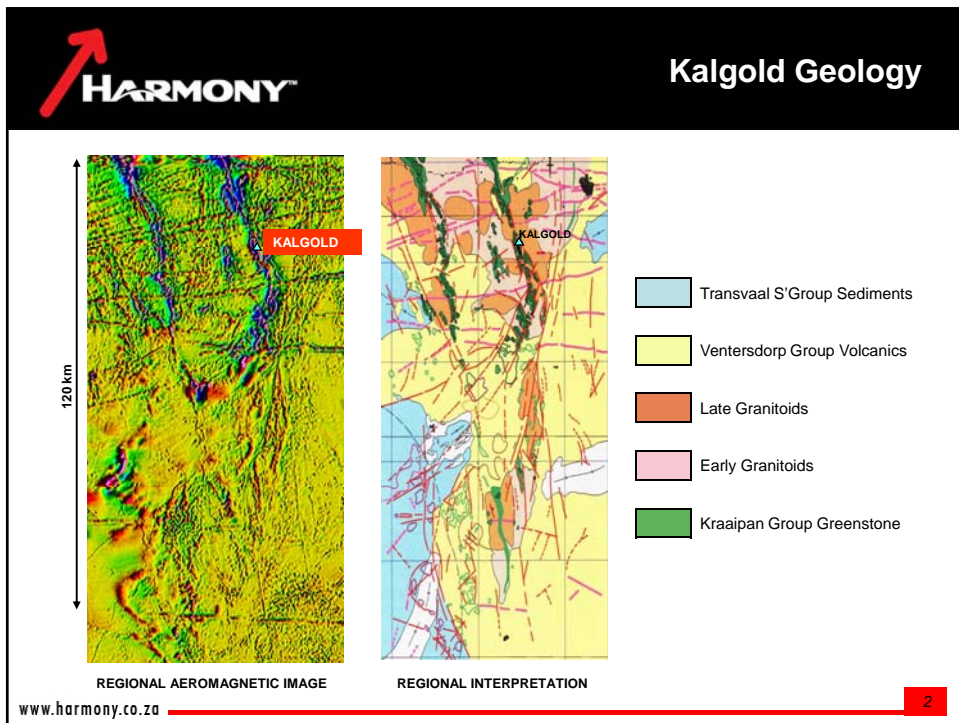 HARMONY™
Kalgold Geology
120 km
KALGOLD
KALGOLD
Transvaal S'Group Sediments
Ventersdorp Group Volcanics
Late Granitoids
Early Granitoids
Kraaipan Group Greenstone
REGIONAL AEROMAGNETIC IMAGE
REGIONAL INTERPRETATION
www.harmony.co.za
2